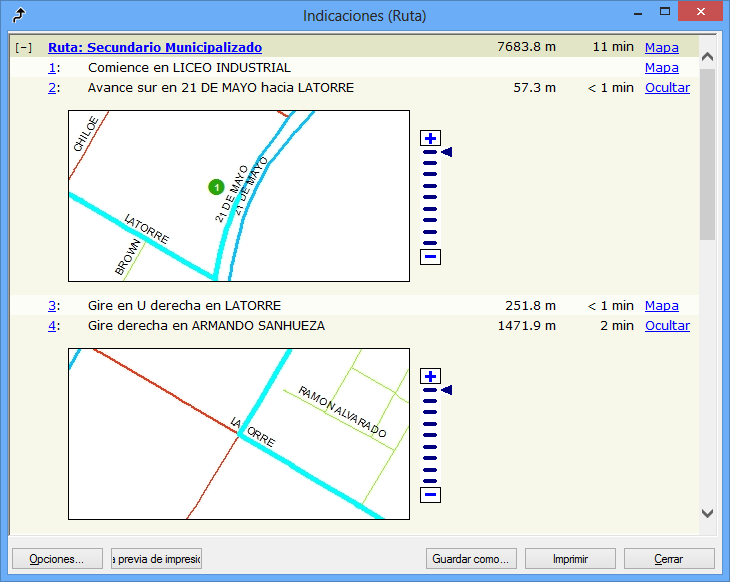 Indicaciones (Ruta)
[-] Ruta: Secundario Municipalizado 7683.8 m 11 min Mapa
1: Comience en LICEO INDUSTRIAL Mapa
2: Avance sur en 21 DE MAYO hacia LATORRE 57.3 m < 1 min Ocultar
CHILOE
1
21 DE MAYO
21 DE MAYO
LATORRE
BROWN
3: Gire en U derecha en LATORRE 251.8 m < 1 min Mapa
4: Gire derecha en ARMANDO SANHUEZA 1471.9 m 2 min Ocultar
RAMON ALVARADO
LATORRE
Opciones... a previa de impresió Guardar como... Imprimir Cerrar